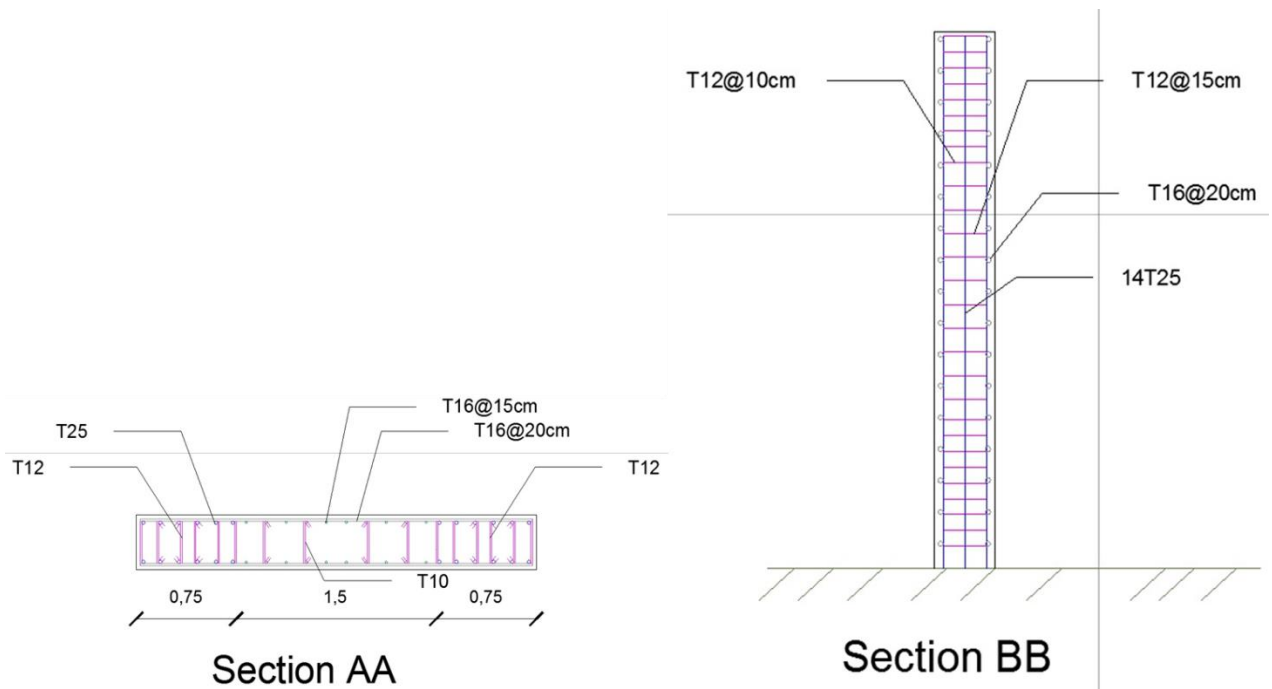 T16@15cm
T25
T16@20cm
T12
T12
T10
0,75
1,5
0,75
Section AA
T12@10cm
T12@15cm
T16@20cm
14T25
Section BB